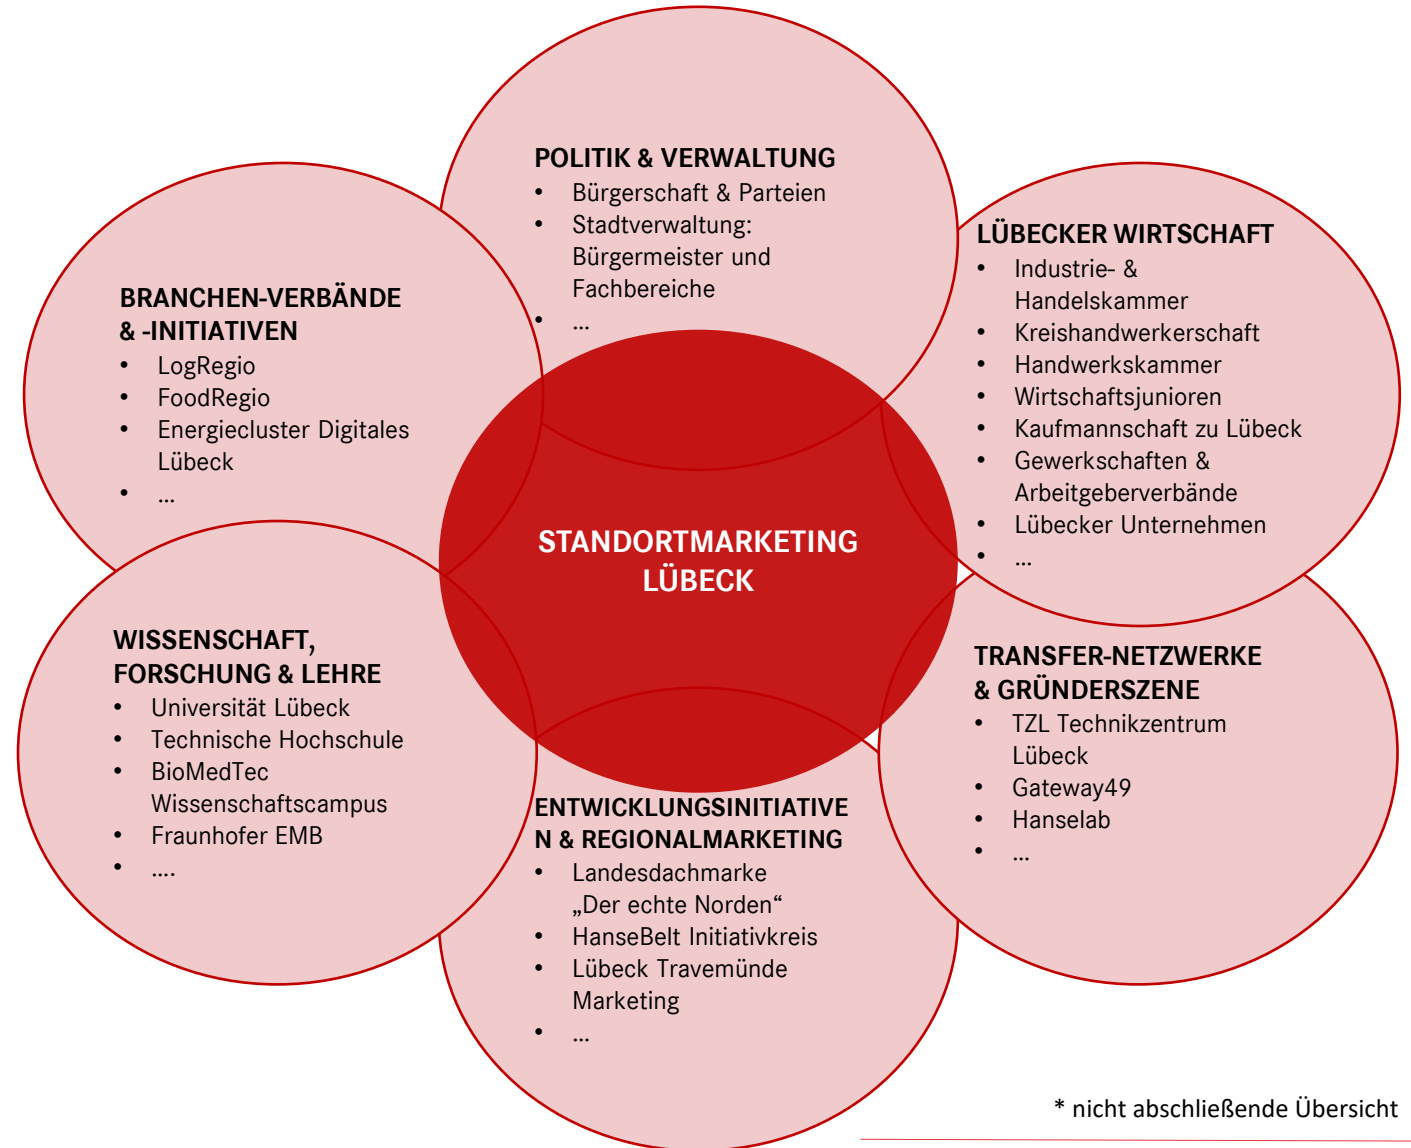 POLITIK & VERWALTUNG
• Bürgerschaft & Parteien
• Stadtverwaltung:
Bürgermeister und
Fachbereiche
• ...
LÜBECKER WIRTSCHAFT
• Industrie- &
Handelskammer
• Kreishandwerkerschaft
• Handwerkskammer
• Wirtschaftsjunioren
• Kaufmannschaft zu Lübeck
• Gewerkschaften &
Arbeitgeberverbände
• Lübecker Unternehmen
• ...
BRANCHEN-VERBÄNDE
& -INITIATIVEN
• LogRegio
• FoodRegio
• Energiecluster Digitales
Lübeck
• ...
STANDORTMARKETING
LÜBECK
WISSENSCHAFT,
FORSCHUNG & LEHRE
• Universität Lübeck
• Technische Hochschule
• BioMedTec
Wissenschaftscampus
• Fraunhofer EMB
• ....
TRANSFER-NETZWERKE
& GRÜNDERSZENE
• TZL Technikzentrum
Lübeck
• Gateway49
• Hanselab
• ...
ENTWICKLUNGSINITIATIVE
N & REGIONALMARKETING
• Landesdachmarke
„Der echte Norden“
• HanseBelt Initiativkreis
• Lübeck Travemünde
Marketing
• ...
* nicht abschließende Übersicht